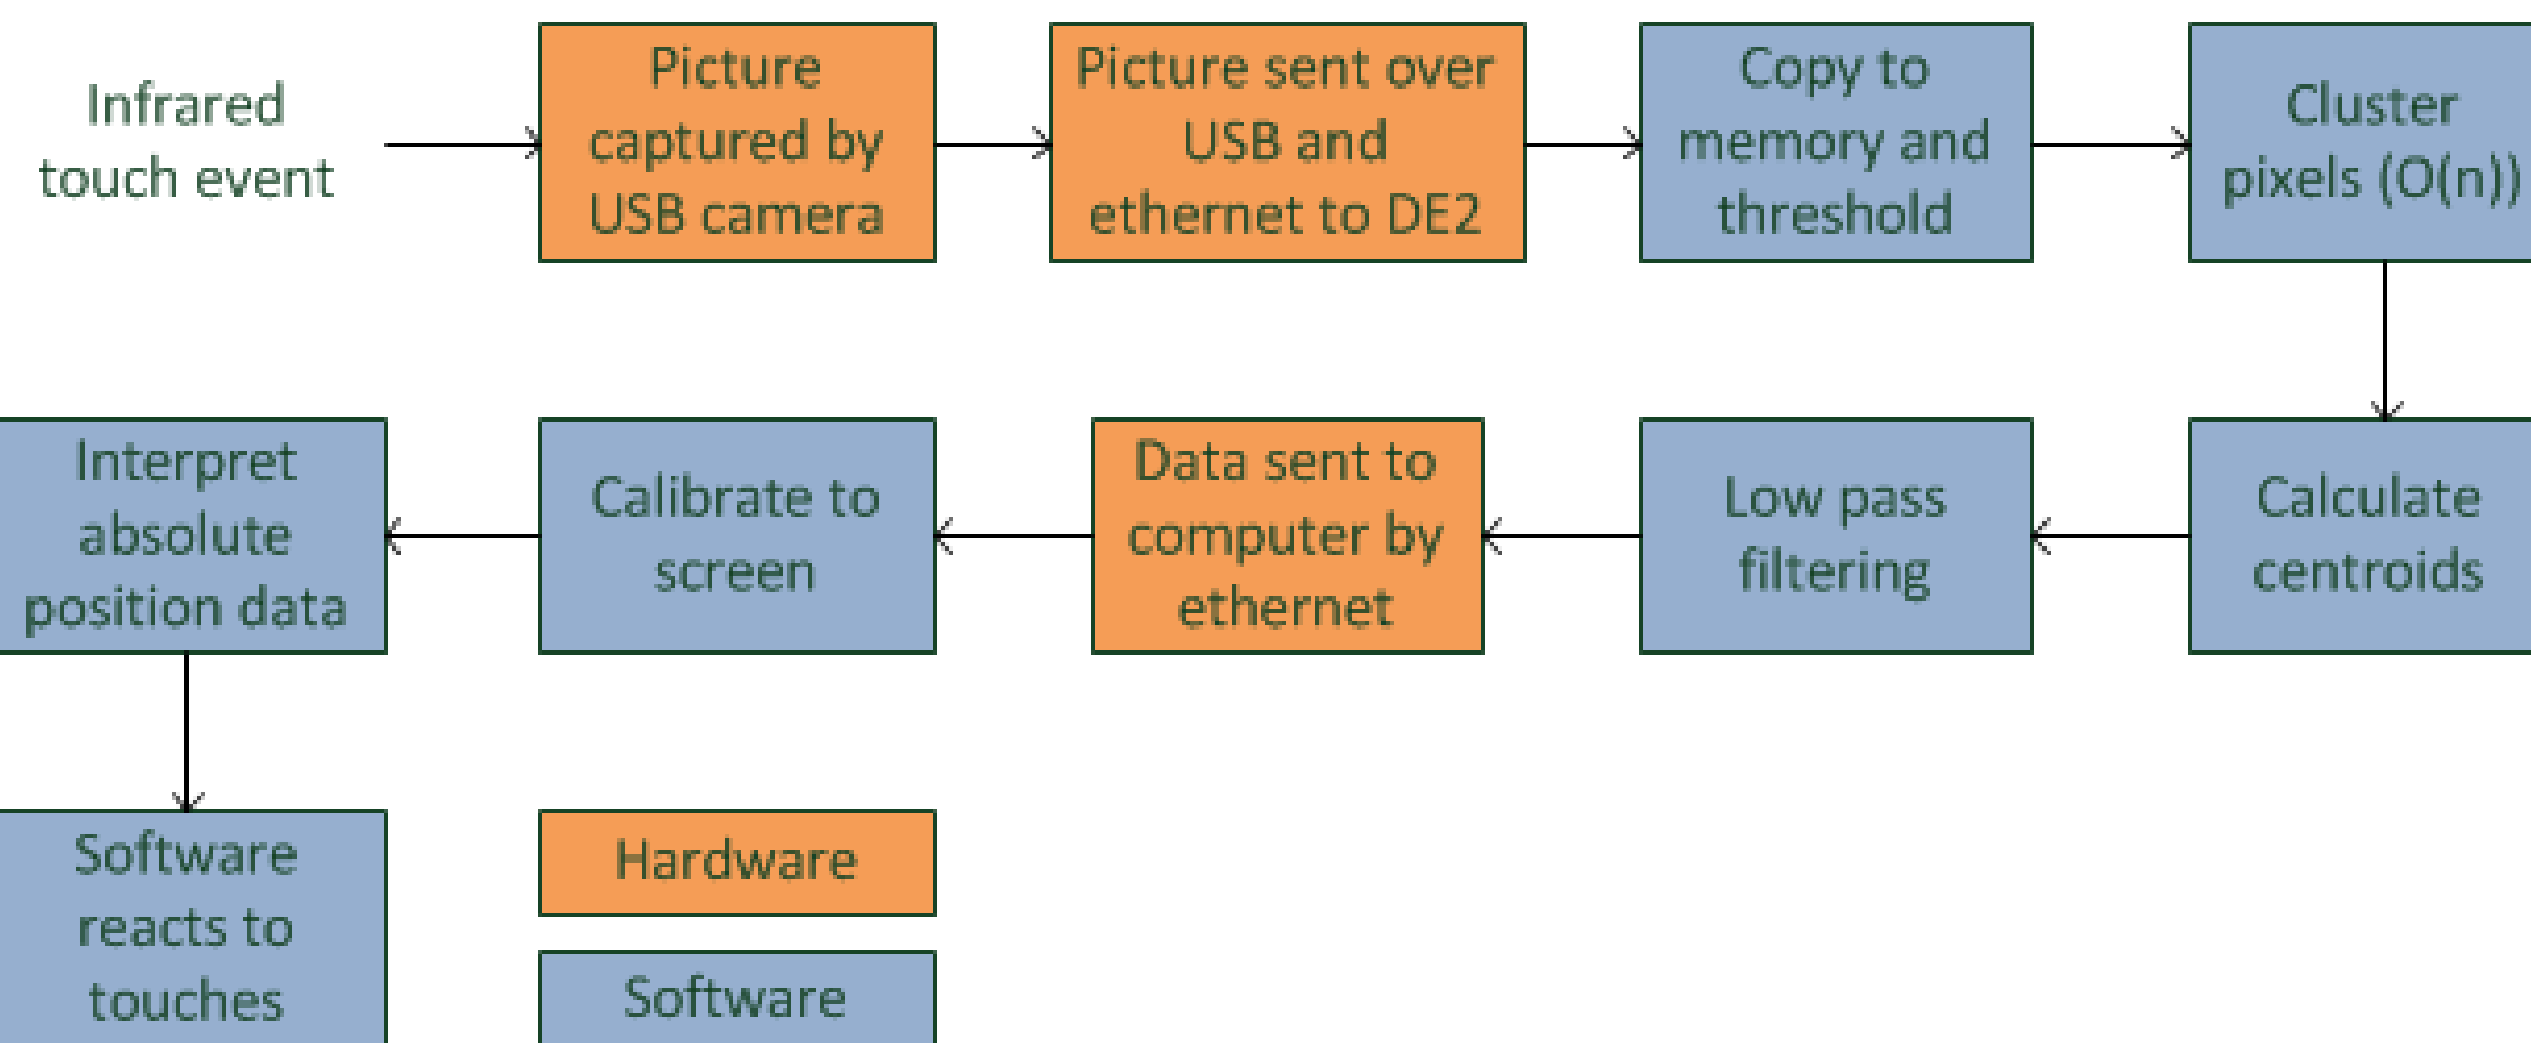 Infrared
touch event
Picture
captured by
USB camera
Picture sent over
USB and
ethernet to DE2
Copy to
memory and
threshold
Cluster
pixels (O(n))
Calculate
centroids
Low pass
filtering
Data sent to
computer by
ethernet
Calibrate to
screen
Interpret
absolute
position data
Software
reacts to
touches
Hardware
Software